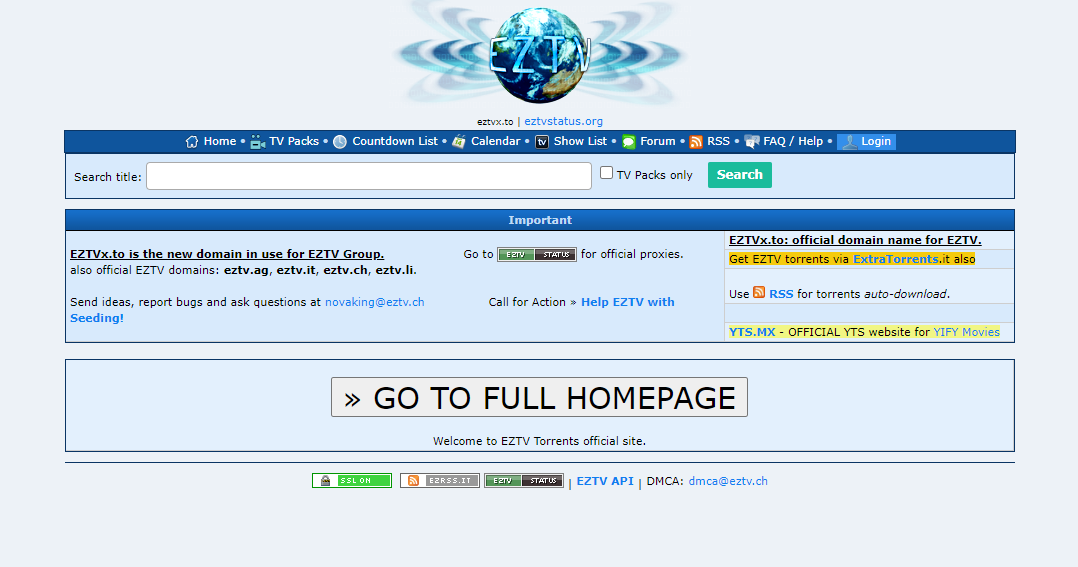 EZTV
eztvx.to | eztvstatus.org
Home • TV Packs • Countdown List • Calendar • tv Show List • Forum • RSS • FAQ / Help • Login
Search title: TV Packs only Search
Important
EZTVx.to is the new domain in use for EZTV Group.
also official EZTV domains: eztv.ag, eztv.it, eztv.ch, eztv.li.
Send ideas, report bugs and ask questions at novaking@eztv.ch
Go to EZTV STATUS for official proxies.
Call for Action » Help EZTV with
Seeding!
EZTVx.to: official domain name for EZTV.
Get EZTV torrents via ExtraTorrents.it also
Use RSS for torrents auto-download.
YTS.MX - OFFICIAL YTS website for YIFY Movies
» GO TO FULL HOMEPAGE
Welcome to EZTV Torrents official site.
SSL ON EZRSS.IT EZTV STATUS | EZTV API | DMCA: dmca@eztv.ch